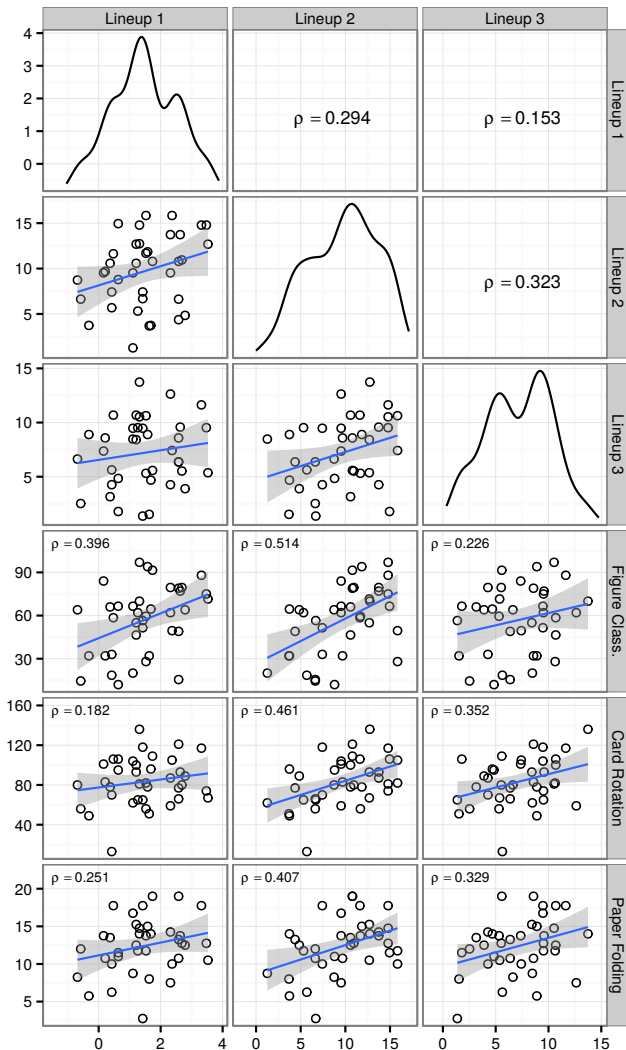 Lineup 1 Lineup 2 Lineup 3
4
3
2
1
0
ρ = 0.294
ρ = 0.153
Lineup 1
15
10
5
ρ = 0.323
Lineup 2
15
10
5
Lineup 3
90
60
30
ρ = 0.396
ρ = 0.514
ρ = 0.226
Figure Class.
160
120
80
40
ρ = 0.182
ρ = 0.461
ρ = 0.352
Card Rotation
20
15
10
5
ρ = 0.251
ρ = 0.407
ρ = 0.329
Paper Folding
0 2 4 0 5 10 15 0 5 10 15